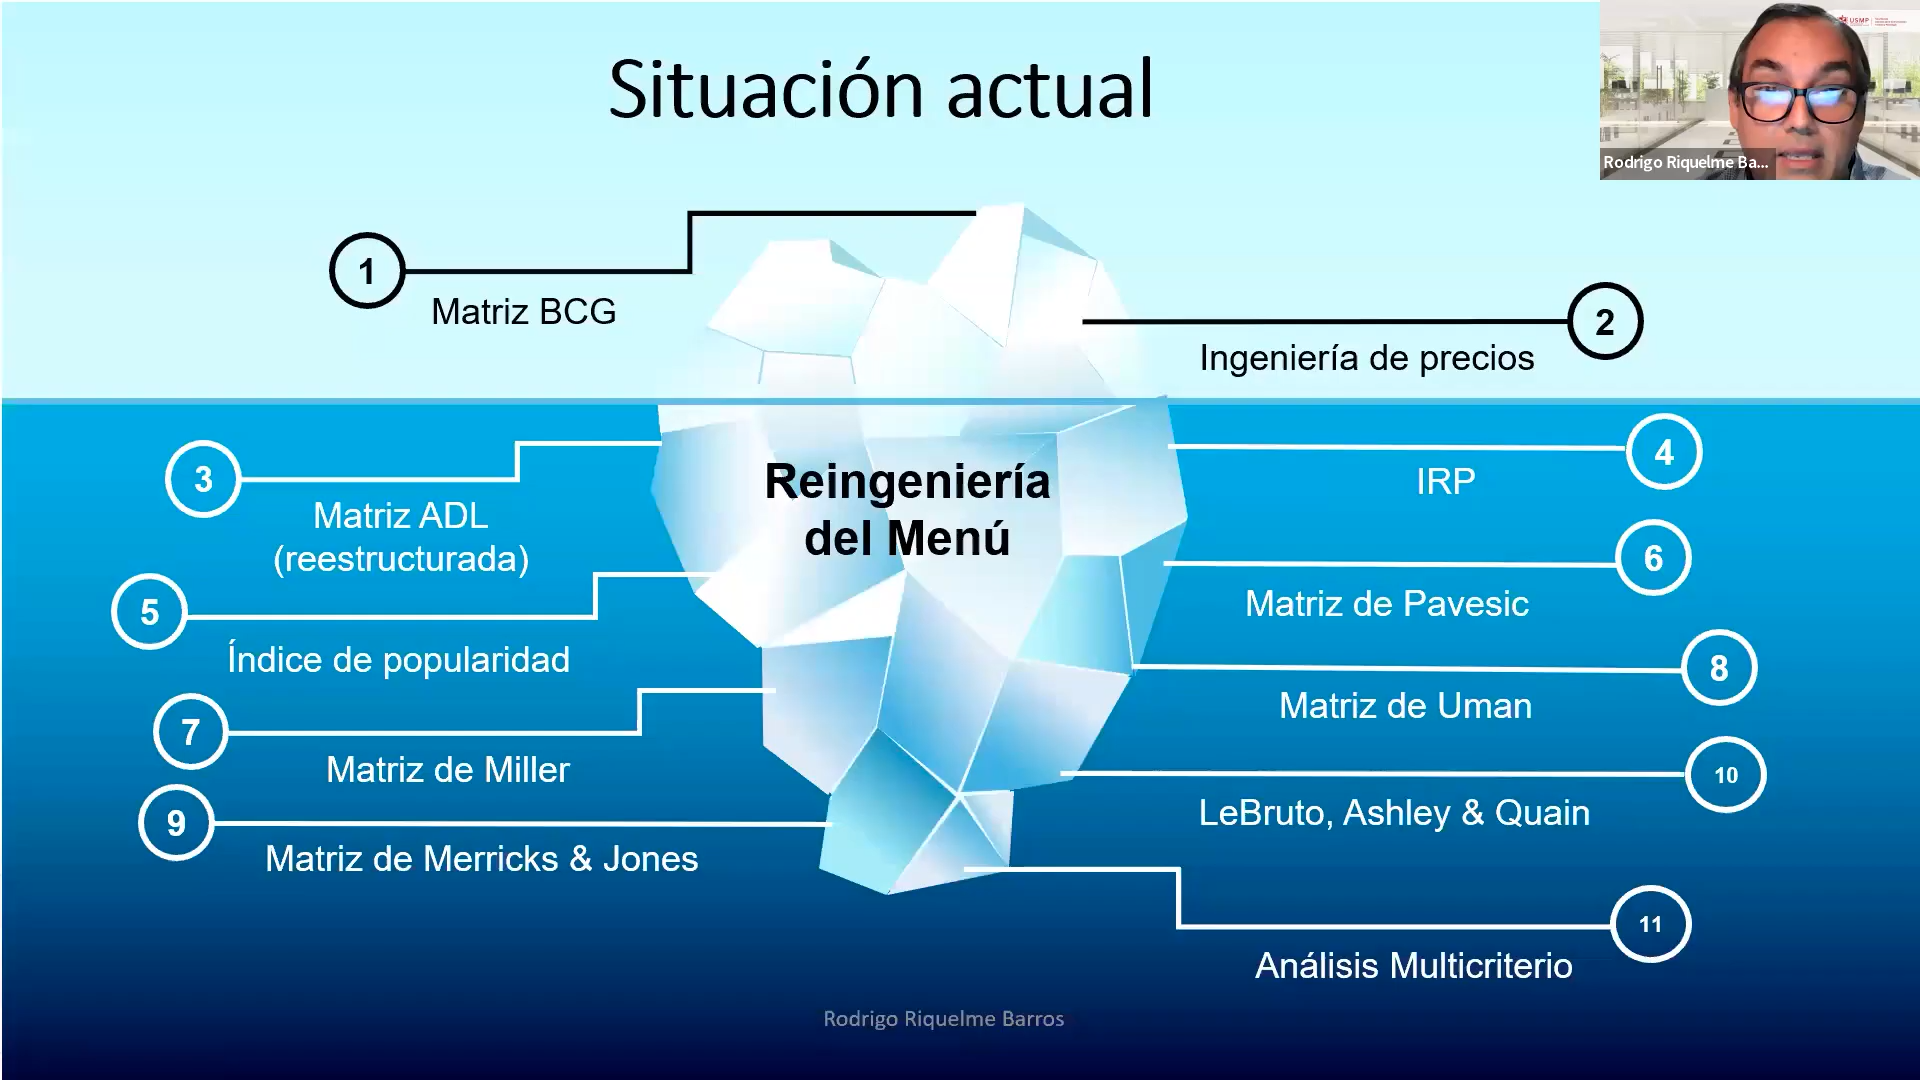 Situación actual
USMP
Rodrigo Riquelme Ba...
1
Matriz BCG
2
Ingeniería de precios
3
Matriz ADL
(reestructurada)
4
IRP
Reingeniería
del Menú
5
Índice de popularidad
6
Matriz de Pavesic
7
Matriz de Miller
8
Matriz de Uman
9
Matriz de Merricks & Jones
10
LeBruto, Ashley & Quain
11
Análisis Multicriterio
Rodrigo Riquelme Barros